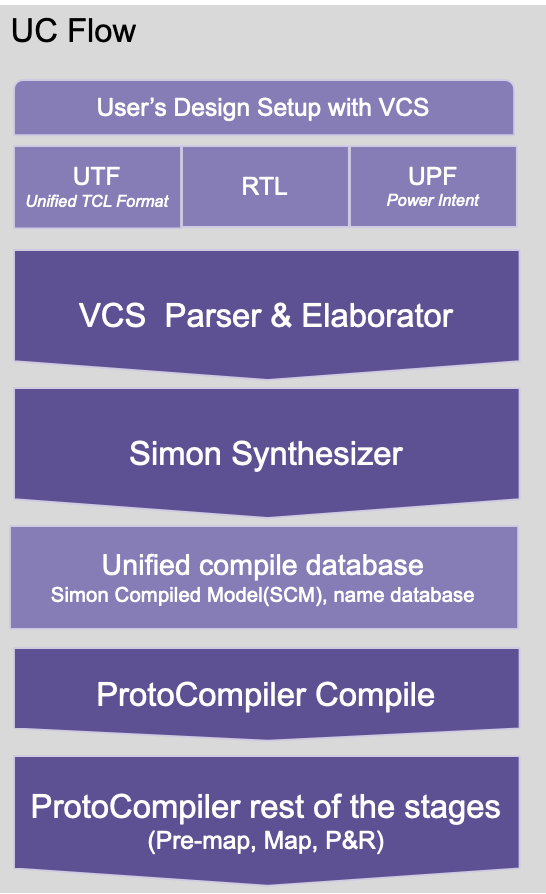 UC Flow
User’s Design Setup with VCS
UTF
Unified TCL Format
RTL
UPF
Power Intent
VCS  Parser & Elaborator
Simon Synthesizer
Unified compile database
Simon Compiled Model(SCM), name database
ProtoCompiler Compile
ProtoCompiler rest of the stages
(Pre-map, Map, P&R)